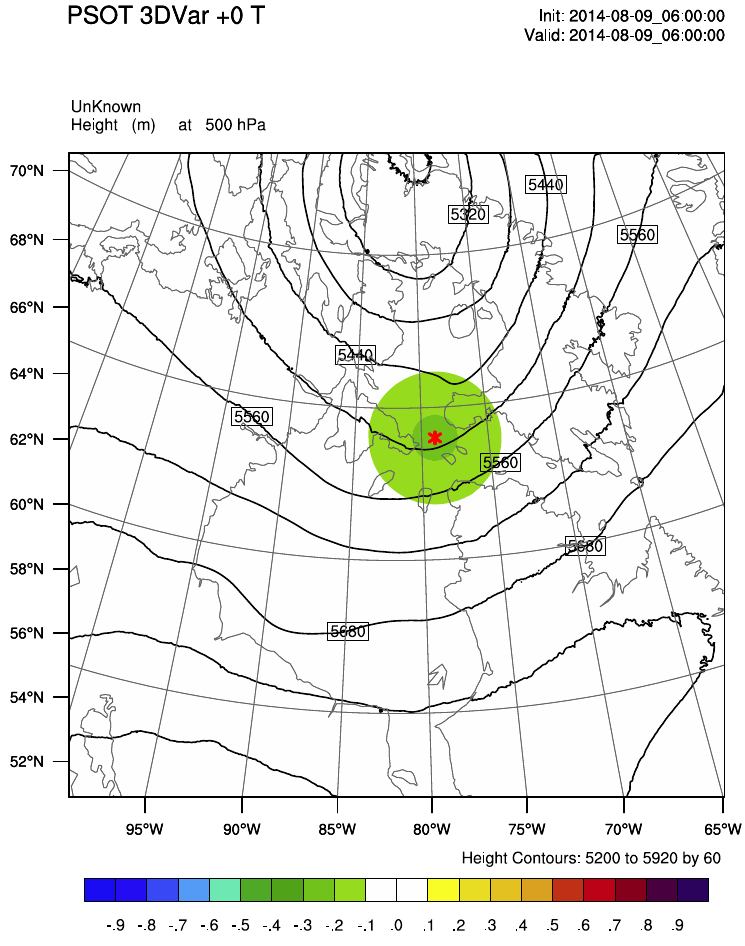 PSOT 3DVar +0 T
Init: 2014-08-09_06:00:00
Valid: 2014-08-09_06:00:00
UnKnown
Height (m) at 500 hPa
70°N
68°N
66°N
64°N
62°N
60°N
58°N
56°N
54°N
52°N
5440
5320
5560
5440
5560
5560
5680
5680
95°W 90°W 85°W 80°W 75°W 70°W 65°W
Height Contours: 5200 to 5920 by 60
-.9 -.8 -.7 -.6 -.5 -.4 -.3 -.2 -.1 .0 .1 .2 .3 .4 .5 .6 .7 .8 .9